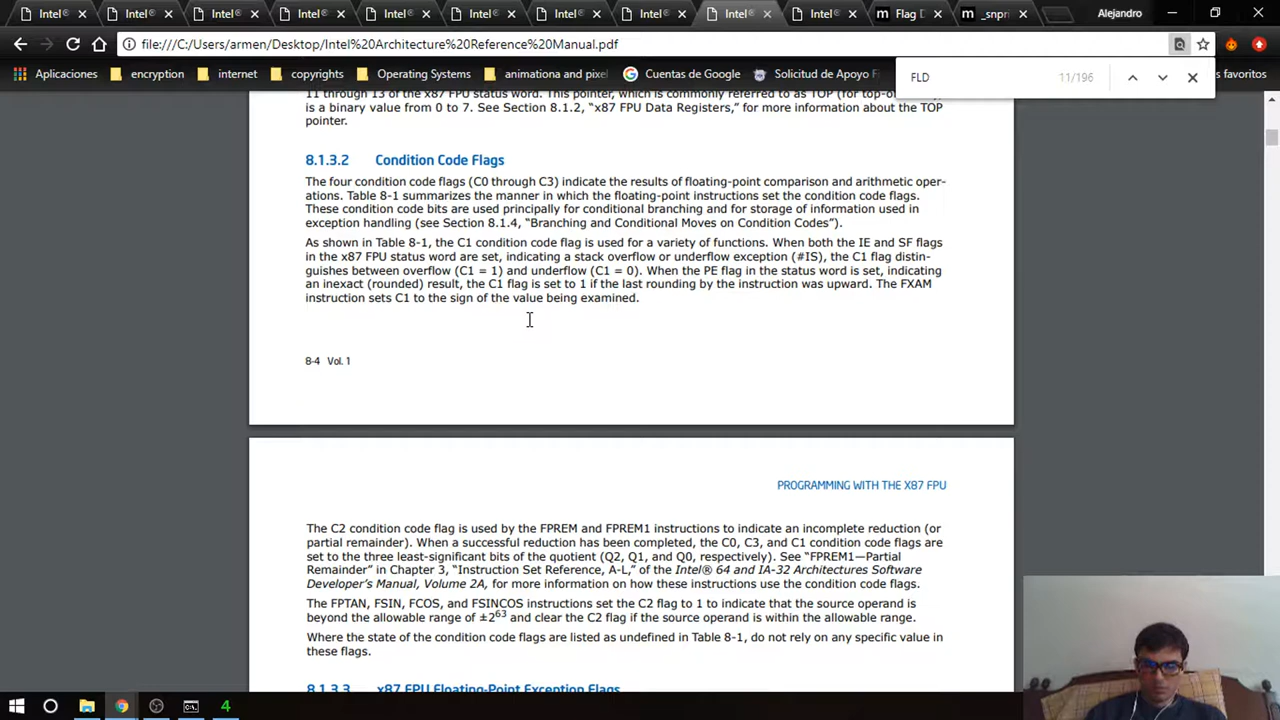 Intel® Intel® Intel® Intel® Intel® Intel® Intel® Intel® Intel® Intel® Flag D _snpri Alejandro
file:///C:/Users/armen/Desktop/Intel%20Architecture%20Reference%20Manual.pdf
Aplicaciones encryption internet copyrights Operating Systems animationa and pixel Cuentas de Google Solicitud de Apoyo Fi s favoritos
FLD 11/196
11 through 13 of the x87 FPU status word. This pointer, which is commonly referred to as TOP (for
is a binary value from 0 to 7. See Section 8.1.2, “x87 FPU Data Registers,” for more information about the TOP
pointer.
8.1.3.2 Condition Code Flags
The four condition code flags (C0 through C3) indicate the results of floating-point comparison and arithmetic oper-
ations. Table 8-1 summarizes the manner in which the floating-point instructions set the condition code flags.
These condition code bits are used principally for conditional branching and for storage of information used in
exception handling (see Section 8.1.4, “Branching and Conditional Moves on Condition Codes”).
As shown in Table 8-1, the C1 condition code flag is used for a variety of functions. When both the IE and SF flags
in the x87 FPU status word are set, indicating a stack overflow or underflow exception (#IS), the C1 flag distin-
guishes between overflow (C1 = 1) and underflow (C1 = 0). When the PE flag in the status word is set, indicating
an inexact (rounded) result, the C1 flag is set to 1 if the last rounding by the instruction was upward. The FXAM
instruction sets C1 to the sign of the value being examined.
8-4 Vol. 1
PROGRAMMING WITH THE X87 FPU
The C2 condition code flag is used by the FPREM and FPREM1 instructions to indicate an incomplete reduction (or
partial remainder). When a successful reduction has been completed, the C0, C3, and C1 condition code flags are
set to the three least-significant bits of the quotient (Q2, Q1, and Q0, respectively). See “FPREM1—Partial
Remainder” in Chapter 3, “Instruction Set Reference, A-L,” of the Intel® 64 and IA-32 Architectures Software
Developer’s Manual, Volume 2A, for more information on how these instructions use the condition code flags.
The FPTAN, FSIN, FCOS, and FSINCOS instructions set the C2 flag to 1 to indicate that the source operand is
beyond the allowable range of ±2⁶³ and clear the C2 flag if the source operand is within the allowable range.
Where the state of the condition code flags are listed as undefined in Table 8-1, do not rely on any specific value in
these flags.
8.1.3.3 x87 FPU Floating-Point Exception Flags